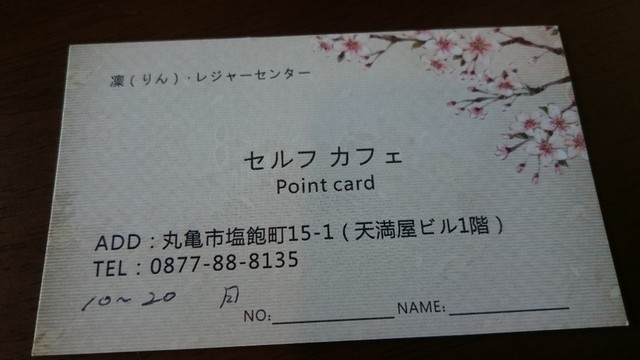 凜（りん）・レジャーセンター
セルフ カフェ
Point card
ADD：丸亀市塩飽町15-1（天満屋ビル1階）
TEL：0877-88-8135
10～20 月
NO: NAME: